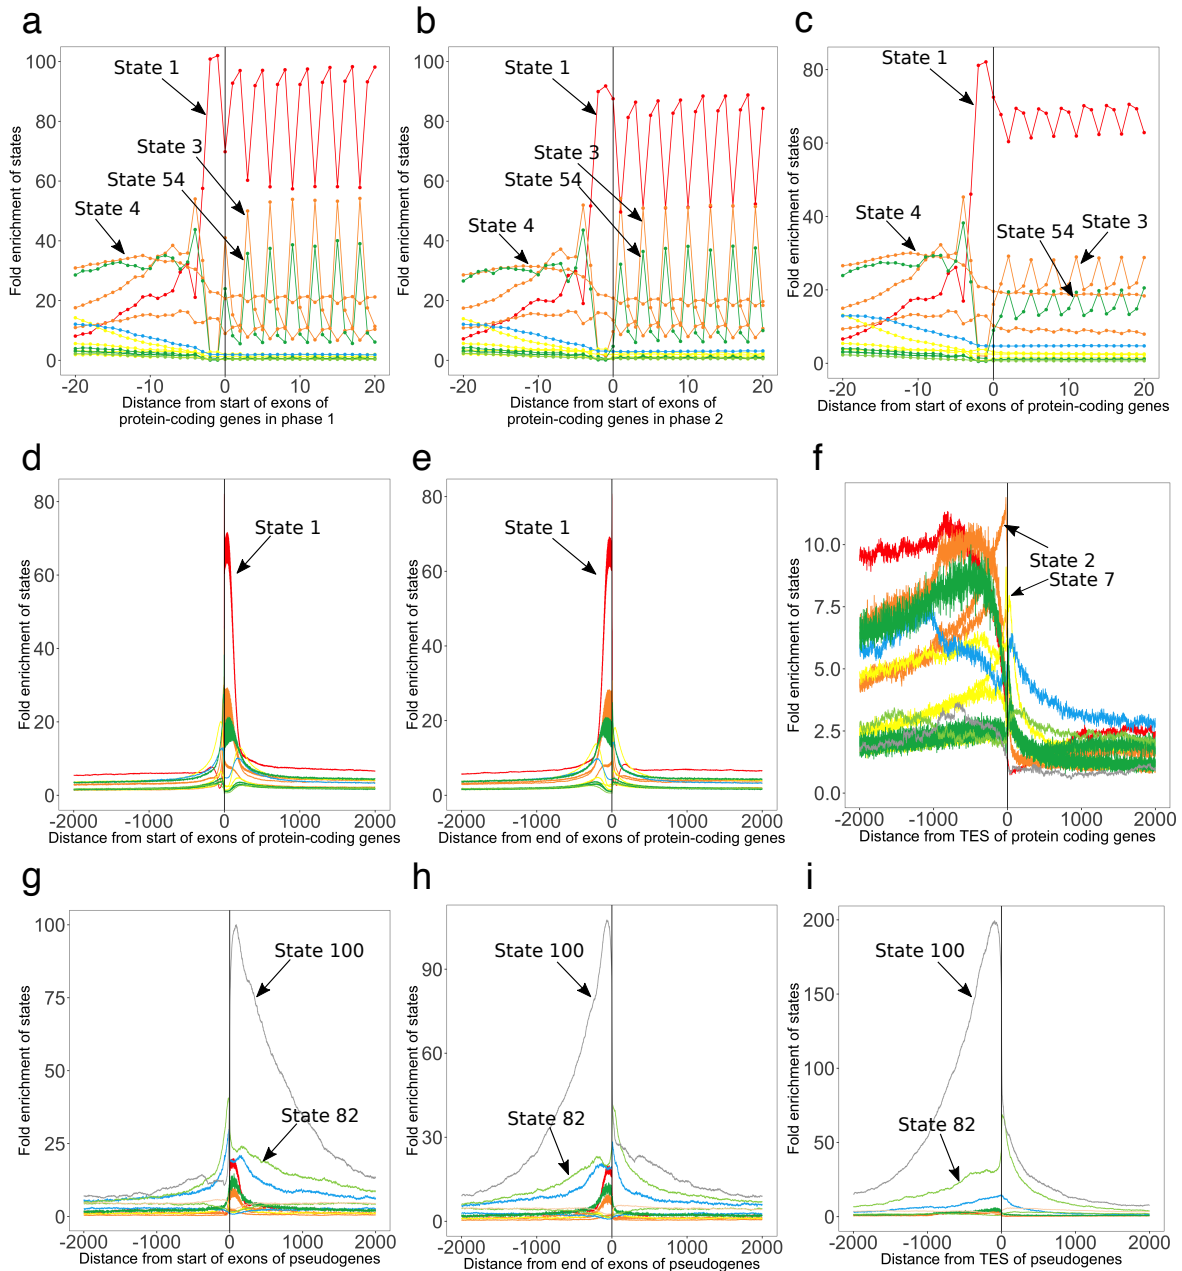 a
State 1
State 3
State 54
State 4
Fold enrichment of states
100
80
60
40
20
0
-20 -10 0 10 20
Distance from start of exons of
protein-coding genes in phase 1
b
State 1
State 3
State 54
State 4
Fold enrichment of states
100
80
60
40
20
0
-20 -10 0 10 20
Distance from start of exons of
protein-coding genes in phase 2
c
State 1
State 4
State 54
State 3
Fold enrichment of states
80
60
40
20
0
-20 -10 0 10 20
Distance from start of exons of protein-coding genes
d
State 1
Fold enrichment of states
80
60
40
20
0
-2000 -1000 0 1000 2000
Distance from start of exons of protein-coding genes
e
State 1
Fold enrichment of states
80
60
40
20
0
-2000 -1000 0 1000 2000
Distance from end of exons of protein-coding genes
f
State 2
State 7
Fold enrichment of states
10.0
7.5
5.0
2.5
0.0
-2000 -1000 0 1000 2000
Distance from TES of protein coding genes
g
State 100
State 82
Fold enrichment of states
100
75
50
25
0
-2000 -1000 0 1000 2000
Distance from start of exons of pseudogenes
h
State 100
State 82
Fold enrichment of states
90
60
30
0
-2000 -1000 0 1000 2000
Distance from end of exons of pseudogenes
i
State 100
State 82
Fold enrichment of states
200
150
100
50
0
-2000 -1000 0 1000 2000
Distance from TES of pseudogenes